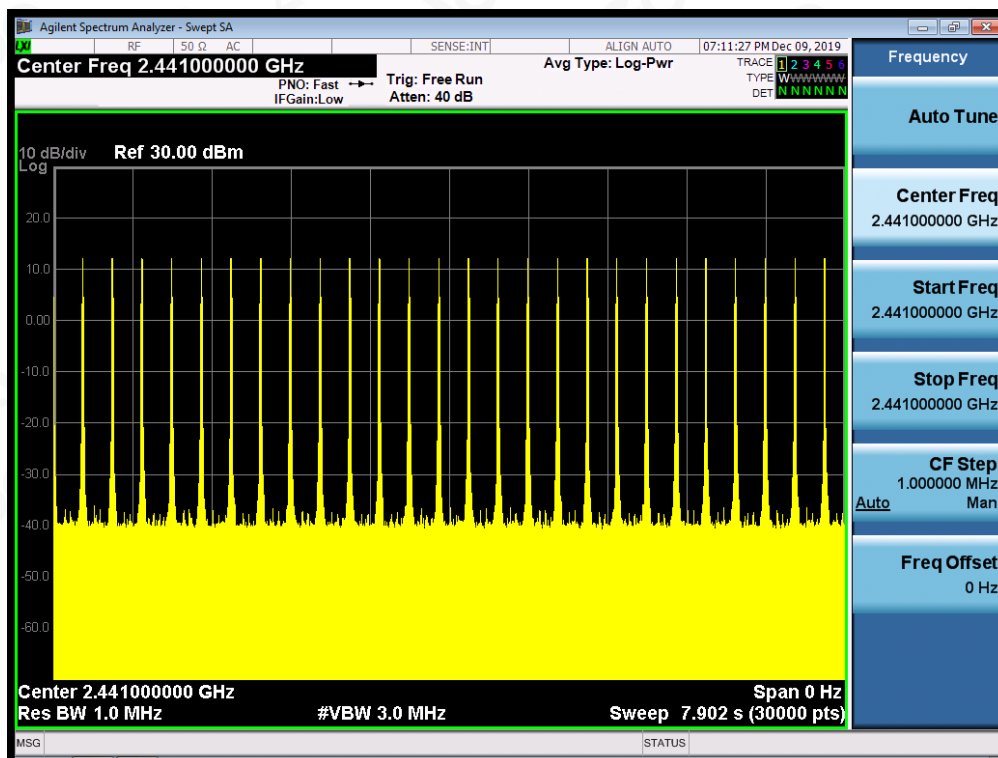 Agilent Spectrum Analyzer - Swept SA
LXI RF 50 Ω AC SENSE:INT ALIGN AUTO 07:11:27 PM Dec 09, 2019
Center Freq 2.441000000 GHz
PNO: Fast
IFGain:Low
Trig: Free Run
Atten: 40 dB
Avg Type: Log-Pwr
TRACE 1 2 3 4 5 6
TYPE WWWWWW
DET N N N N N N
10 dB/div Ref 30.00 dBm
Log
20.0
10.0
0.00
-10.0
-20.0
-30.0
-40.0
-50.0
-60.0
Center 2.441000000 GHz Span 0 Hz
Res BW 1.0 MHz #VBW 3.0 MHz Sweep 7.902 s (30000 pts)
MSG STATUS
Frequency
Auto Tune
Center Freq
2.441000000 GHz
Start Freq
2.441000000 GHz
Stop Freq
2.441000000 GHz
CF Step
1.000000 MHz
Auto Man
Freq Offset
0 Hz